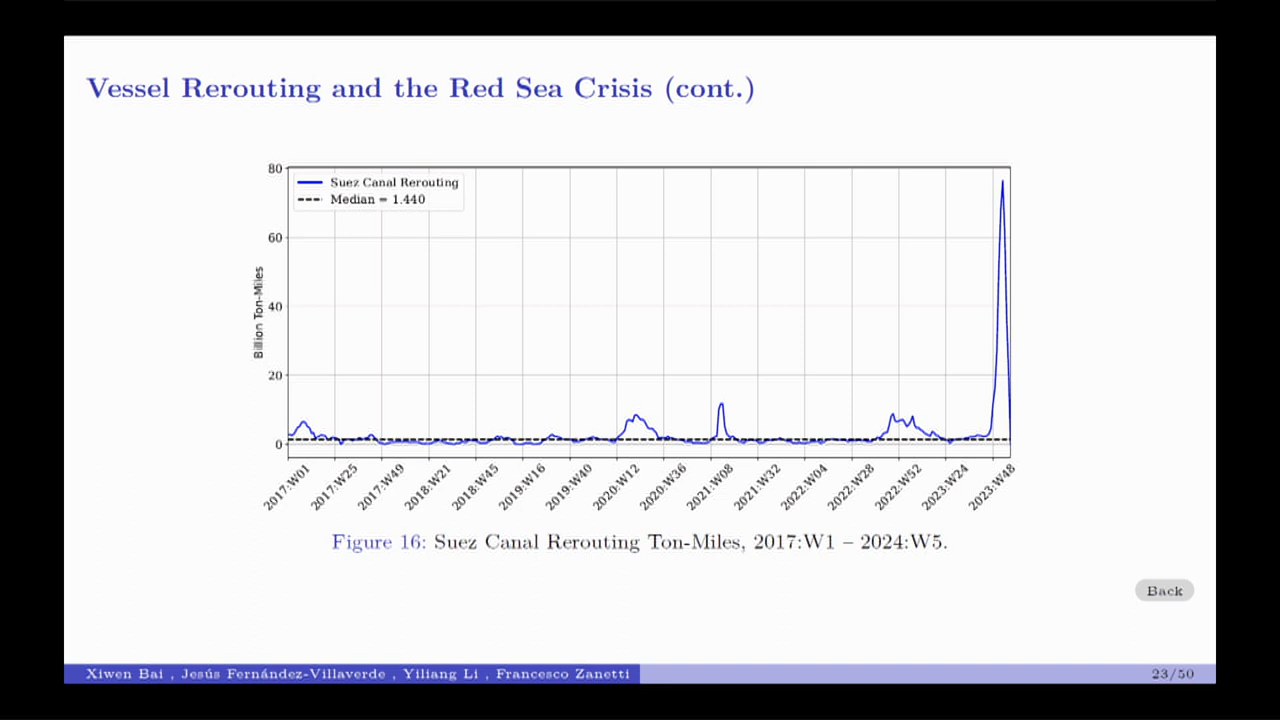 Vessel Rerouting and the Red Sea Crisis (cont.)
80
60
40
20
0
Billion Ton-Miles
Suez Canal Rerouting
Median = 1.440
2017:W01
2017:W25
2017:W49
2018:W21
2018:W45
2019:W16
2019:W40
2020:W12
2020:W36
2021:W08
2021:W32
2022:W04
2022:W28
2022:W52
2023:W24
2023:W48
Figure 16: Suez Canal Rerouting Ton-Miles, 2017:W1 – 2024:W5.
Back
Xiwen Bai , Jesús Fernández-Villaverde , Yiliang Li , Francesco Zanetti
23/50